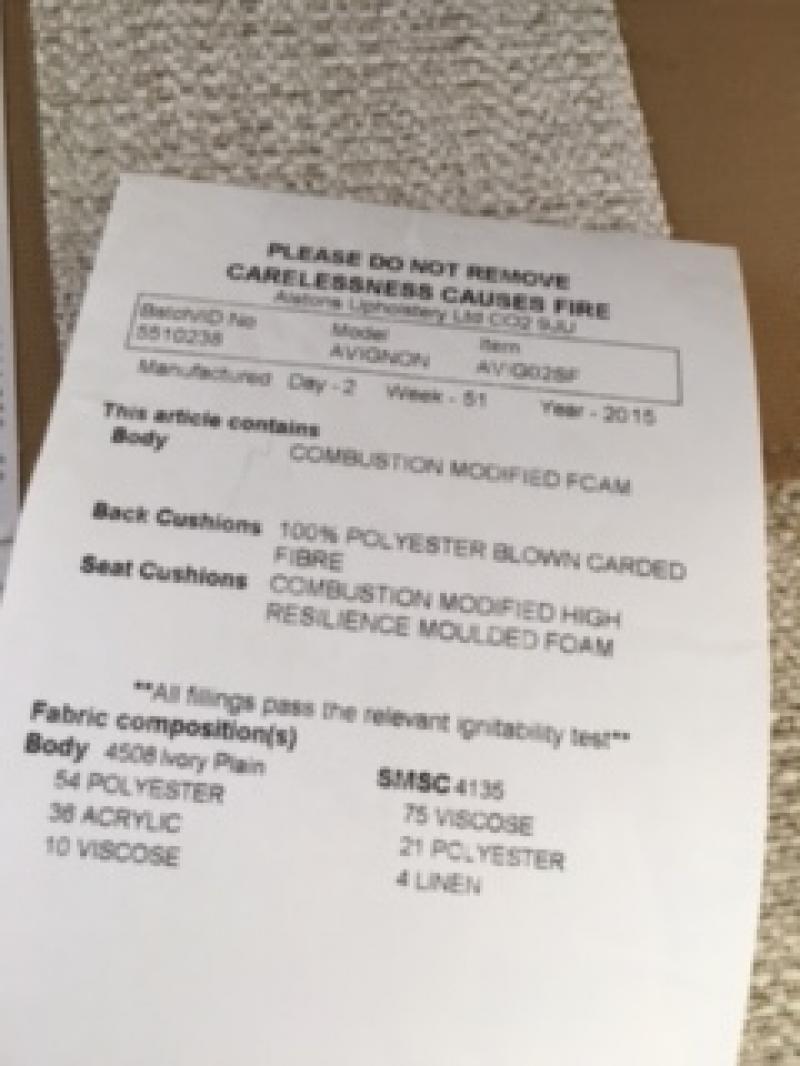 PLEASE DO NOT REMOVE
CARELESSNESS CAUSES FIRE
Alstons Upholstery Ltd CO2 9JU
Batch/ID No Model Item
5510238 AVIGNON AVIG02SF
Manufactured Day - 2 Week - 51 Year - 2015
This article contains
Body COMBUSTION MODIFIED FOAM
Back Cushions 100% POLYESTER BLOWN CARDED
FIBRE
Seat Cushions COMBUSTION MODIFIED HIGH
RESILIENCE MOULDED FOAM
**All fillings pass the relevant ignitability test**
Fabric composition(s)
Body 4508 Ivory Plain SMSC 4135
54 POLYESTER 75 VISCOSE
36 ACRYLIC 21 POLYESTER
10 VISCOSE 4 LINEN